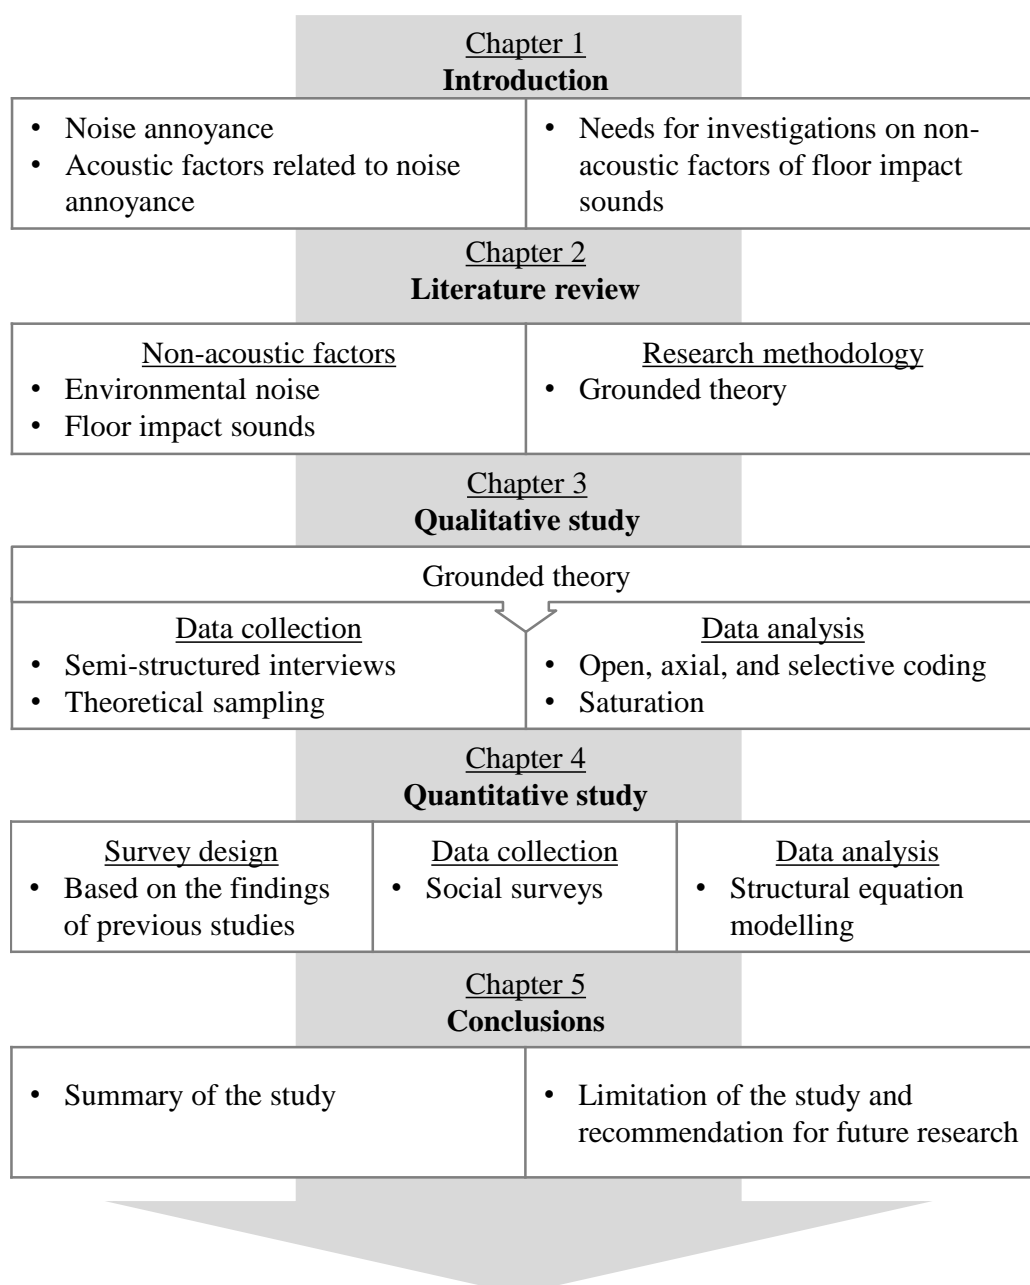 Chapter 1
Introduction
• Noise annoyance
• Acoustic factors related to noise
annoyance
• Needs for investigations on non-
acoustic factors of floor impact
sounds
Chapter 2
Literature review
Non-acoustic factors
• Environmental noise
• Floor impact sounds
Research methodology
• Grounded theory
Chapter 3
Qualitative study
Grounded theory
Data collection
• Semi-structured interviews
• Theoretical sampling
Data analysis
• Open, axial, and selective coding
• Saturation
Chapter 4
Quantitative study
Survey design
• Based on the findings
of previous studies
Data collection
• Social surveys
Data analysis
• Structural equation
modelling
Chapter 5
Conclusions
• Summary of the study
• Limitation of the study and
recommendation for future research